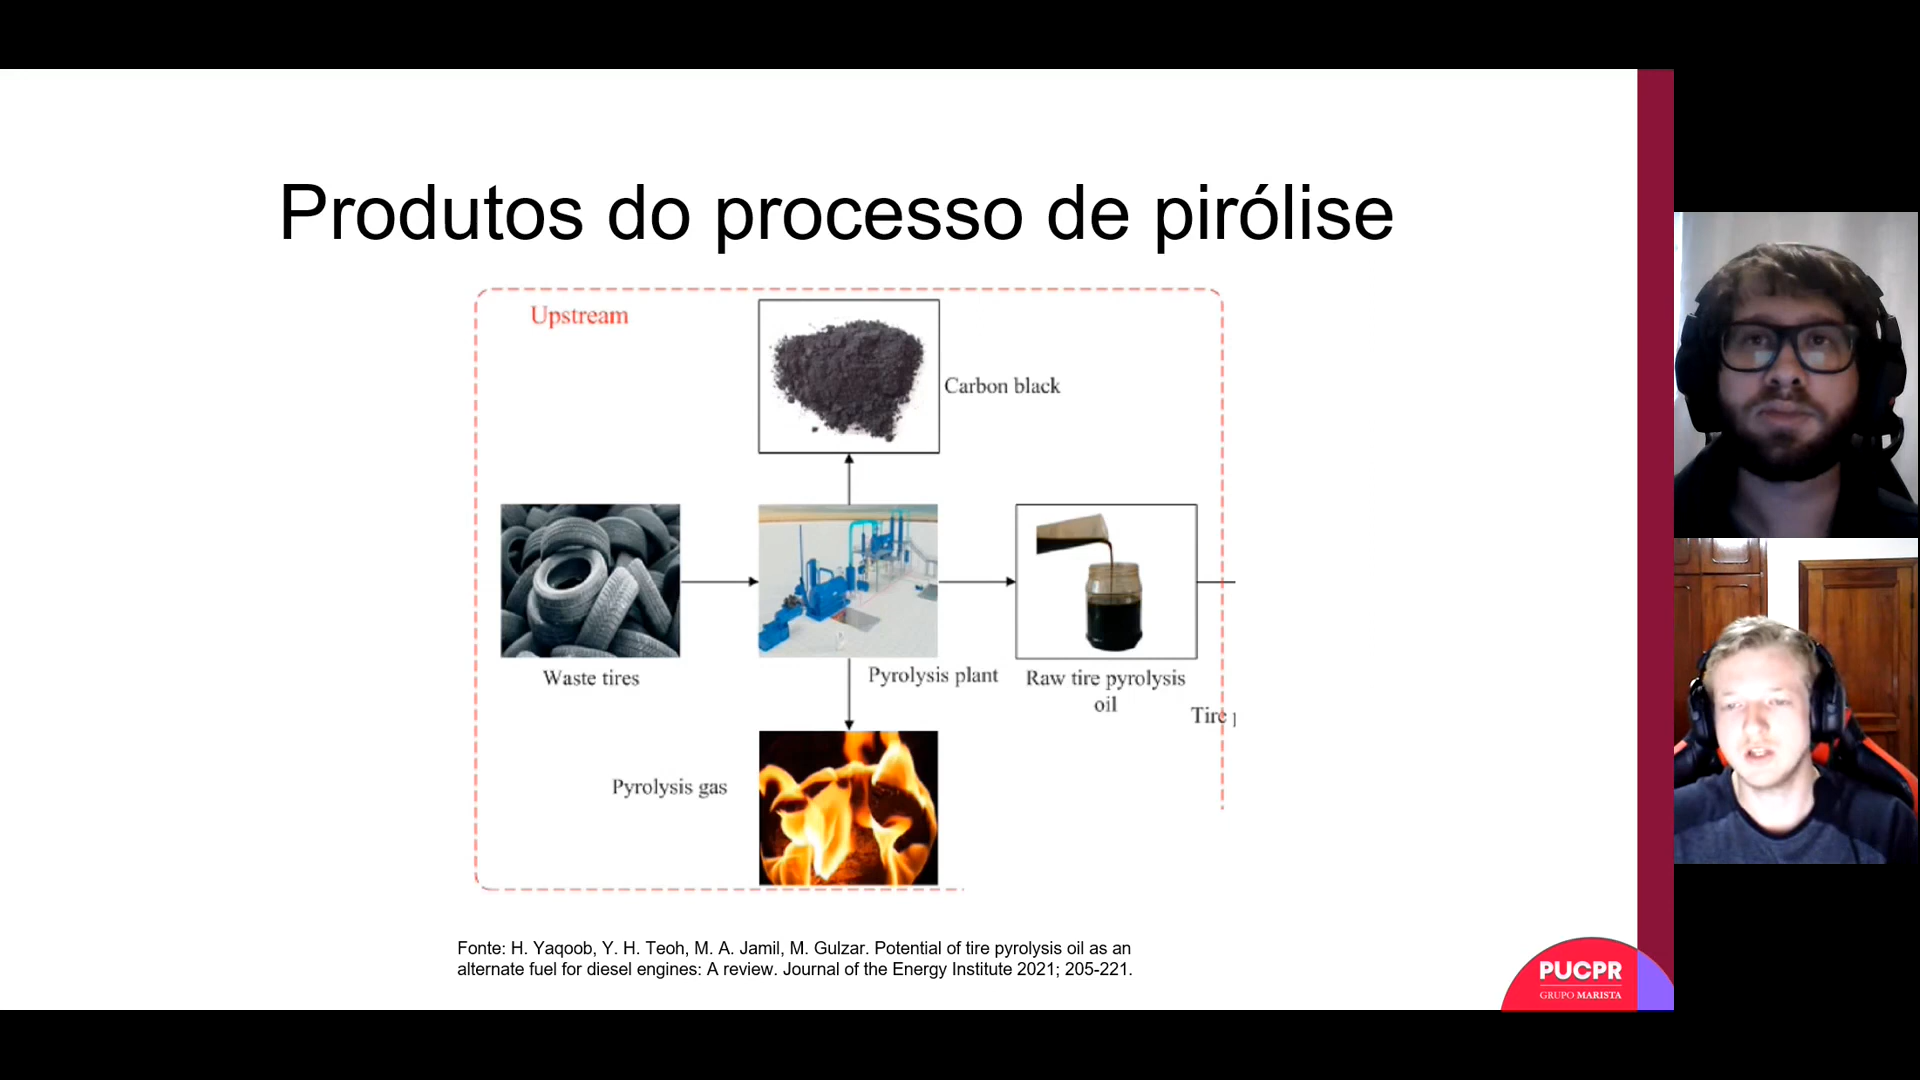 Produtos do processo de pirólise
Upstream
Carbon black
Waste tires
Pyrolysis plant
Raw tire pyrolysis
oil
Tire
Pyrolysis gas
Fonte: H. Yaqoob, Y. H. Teoh, M. A. Jamil, M. Gulzar. Potential of tire pyrolysis oil as an
alternate fuel for diesel engines: A review. Journal of the Energy Institute 2021; 205-221.
PUCPR
GRUPO MARISTA